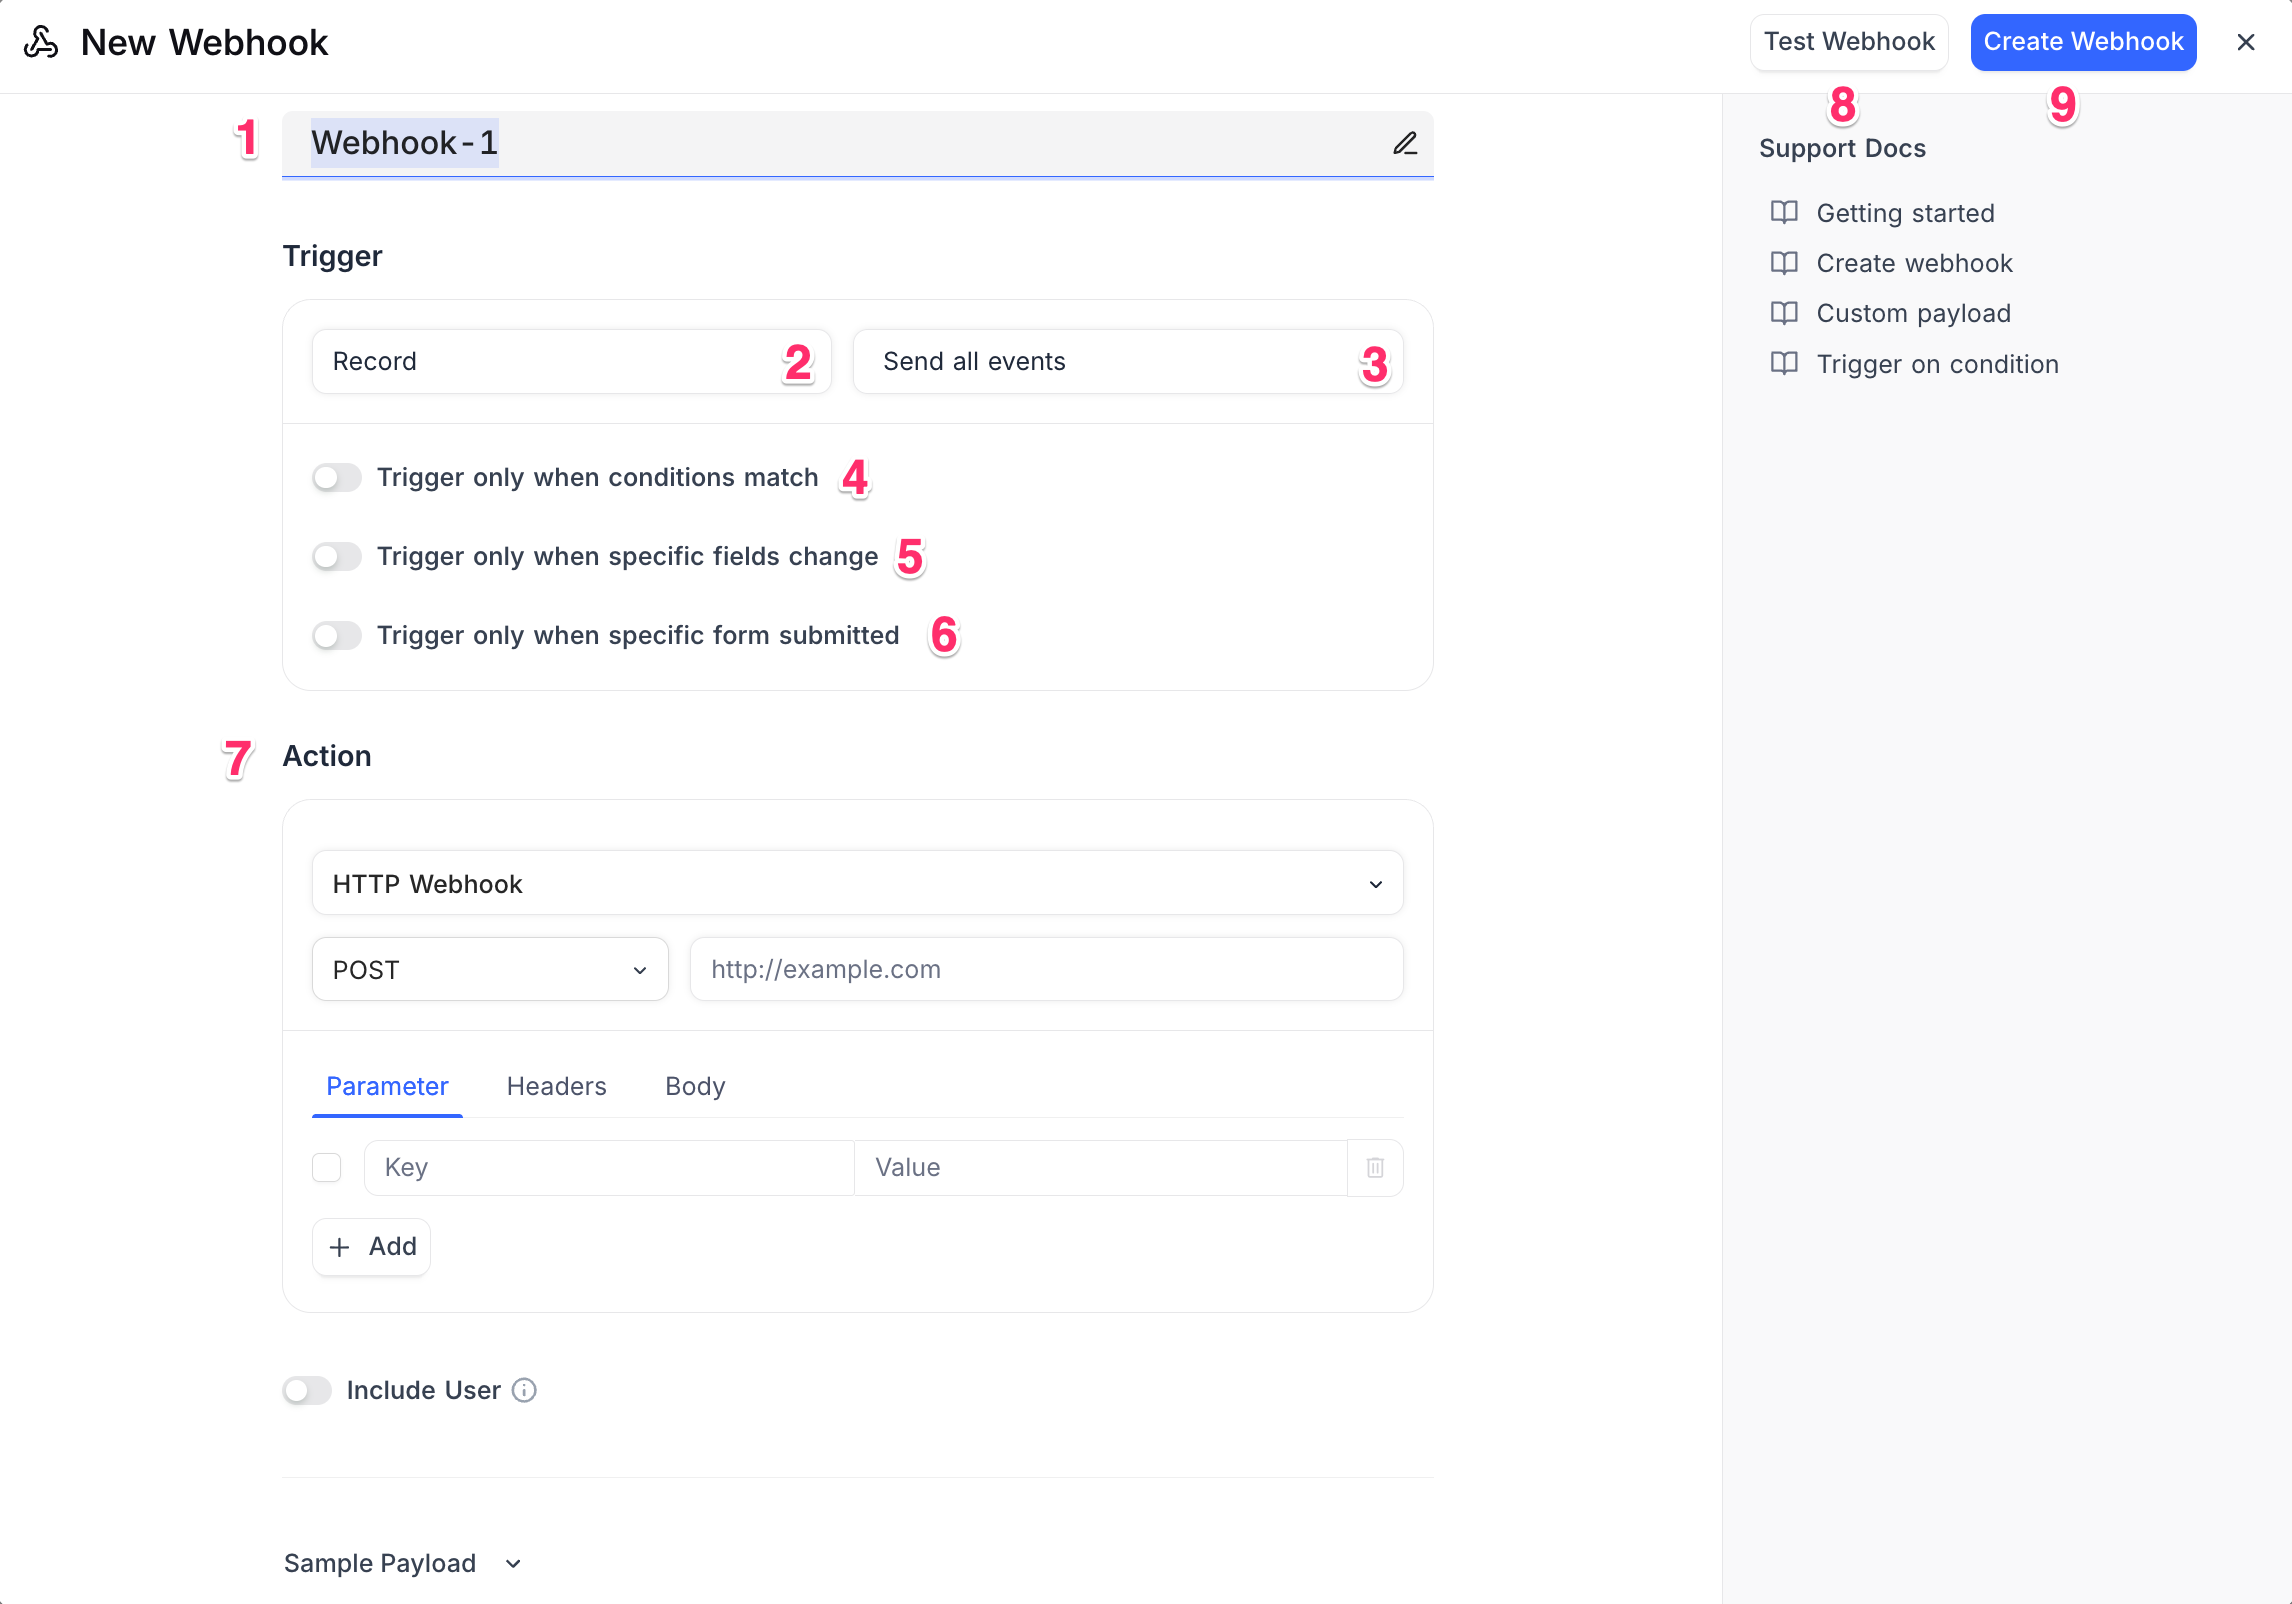 New Webhook
Test Webhook
Create Webhook
8
9
1
Webhook-1
Support Docs
Getting started
Create webhook
Custom payload
Trigger on condition
Trigger
Record
2
Send all events
3
Trigger only when conditions match
4
Trigger only when specific fields change
5
Trigger only when specific form submitted
6
7
Action
HTTP Webhook
POST
http://example.com
Parameter
Headers
Body
Key
Value
Add
Include User
Sample Payload